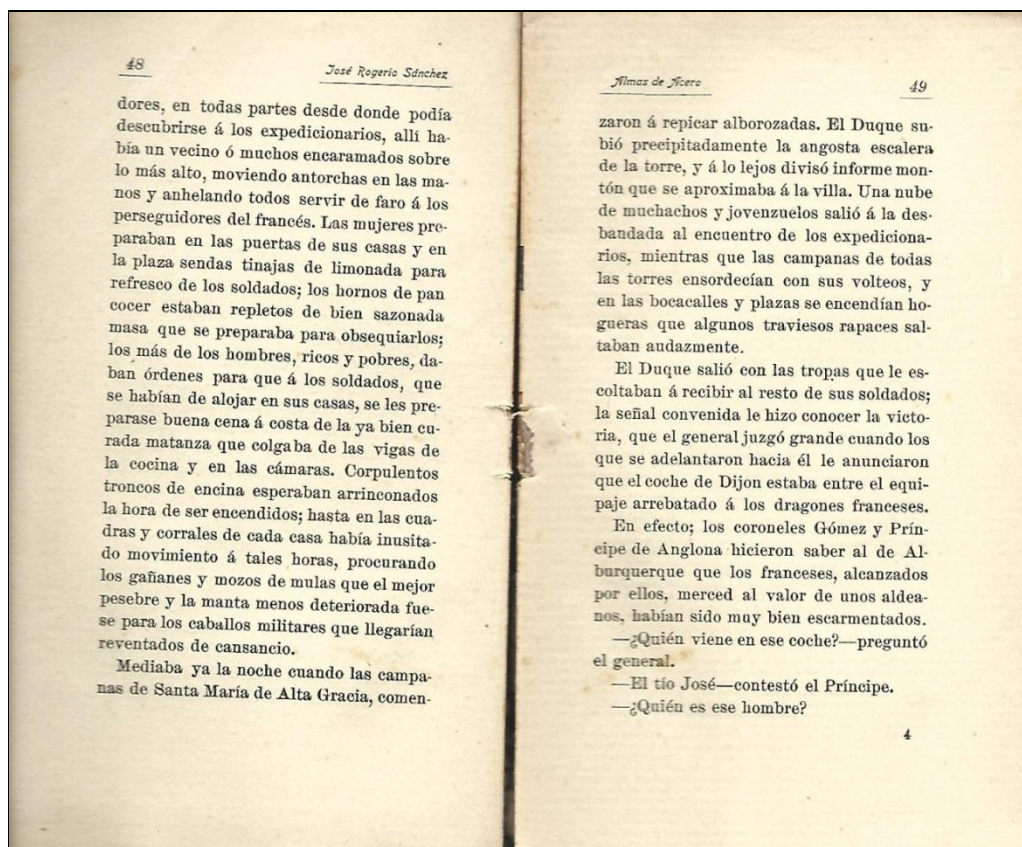 48
José Rogerio Sánchez
dores, en todas partes desde donde podía
descubrirse á los expedicionarios, allí ha-
bía un vecino ó muchos encaramados sobre
lo más alto, moviendo antorchas en las ma-
nos y anhelando todos servir de faro á los
perseguidores del francés. Las mujeres pre-
paraban en las puertas de sus casas y en
la plaza sendas tinajas de limonada para
refresco de los soldados; los hornos de pan
cocer estaban repletos de bien sazonada
masa que se preparaba para obsequiarlos;
los más de los hombres, ricos y pobres, da-
ban órdenes para que á los soldados, que
se habían de alojar en sus casas, se les pre-
parase buena cena á costa de la ya bien cu-
rada matanza que colgaba de las vigas de
la cocina y en las cámaras. Corpulentos
troncos de encina esperaban arrinconados
la hora de ser encendidos; hasta en las cua-
dras y corrales de cada casa había inusita-
do movimiento á tales horas, procurando
los gañanes y mozos de mulas que el mejor
pesebre y la manta menos deteriorada fue-
se para los caballos militares que llegarían
reventados de cansancio.
Mediaba ya la noche cuando las campa-
nas de Santa María de Alta Gracia, comen-
Almas de Acero
49
zaron á repicar alborozadas. El Duque su-
bió precipitadamente la angosta escalera
de la torre, y á lo lejos divisó informe mon-
tón que se aproximaba á la villa. Una nube
de muchachos y jovenzuelos salió á la des-
bandada al encuentro de los expediciona-
rios, mientras que las campanas de todas
las torres ensordecían con sus volteos, y
en las bocacalles y plazas se encendían ho-
gueras que algunos traviesos rapaces sal-
taban audazmente.
El Duque salió con las tropas que le es-
coltaban á recibir al resto de sus soldados;
la señal convenida le hizo conocer la victo-
ria, que el general juzgó grande cuando los
que se adelantaron hacia él le anunciaron
que el coche de Dijon estaba entre el equi-
paje arrebatado á los dragones franceses.
En efecto; los coroneles Gómez y Prín-
cipe de Anglona hicieron saber al de Al-
burquerque que los franceses, alcanzados
por ellos, merced al valor de unos aldea-
nos, habían sido muy bien escarmentados.
—¿Quién viene en ese coche?—preguntó
el general.
—El tío José—contestó el Príncipe.
—¿Quién es ese hombre?
4